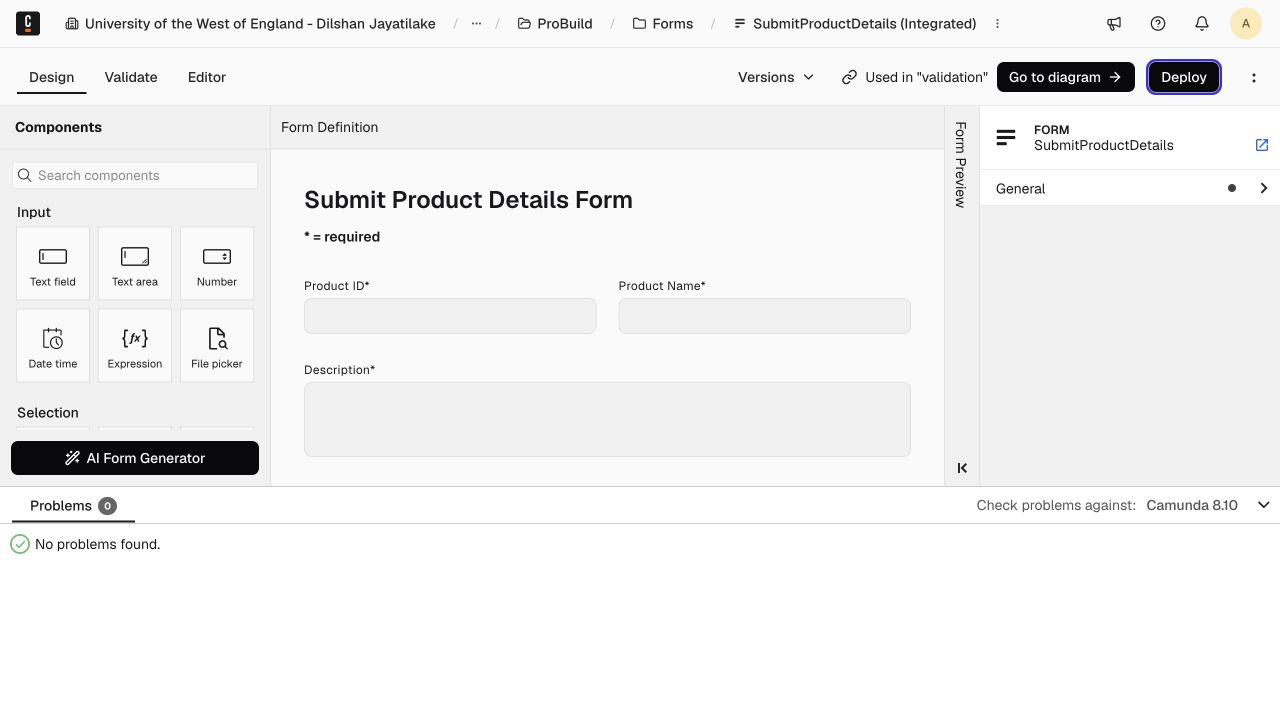 C
University of the West of England - Dilshan Jayatilake / ··· / ProBuild / Forms / SubmitProductDetails (Integrated)
A
Design Validate Editor
Versions Used in "validation" Go to diagram Deploy
Components
Search components
Input
Text field Text area Number
Date time Expression File picker
Selection
AI Form Generator
Form Definition
Submit Product Details Form
* = required
Product ID* Product Name*
Description*
Form Preview
FORM
SubmitProductDetails
General
Problems 0
Check problems against: Camunda 8.10
No problems found.